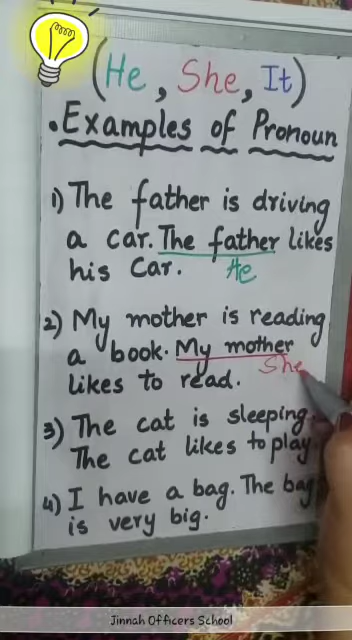 (He, She, It)
• Examples of Pronoun
1) The father is driving
a car. The father likes
his car. He
2) My mother is reading
a book. My mother
She
likes to read.
3) The cat is sleeping.
The cat likes to play.
4) I have a bag. The bag
is very big.
Jinnah Officers School